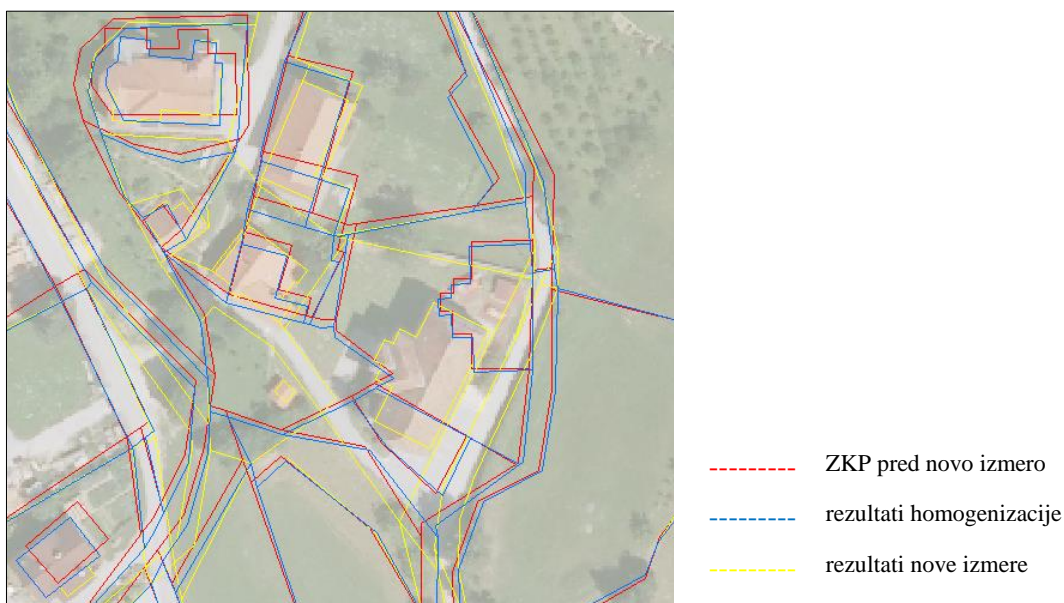 ZKP pred novo izmero
rezultati homogenizacije
rezultati nove izmere